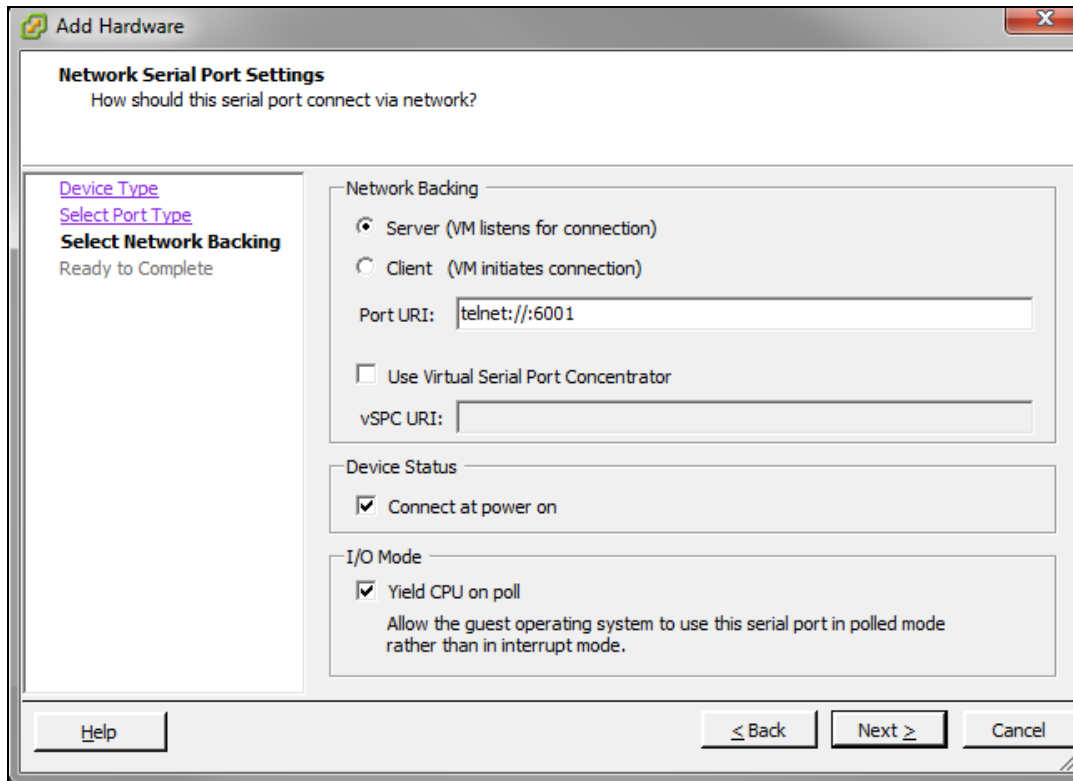 Add Hardware
Network Serial Port Settings
How should this serial port connect via network?
Device Type
Select Port Type
Select Network Backing
Ready to Complete
Network Backing
Server (VM listens for connection)
Client (VM initiates connection)
Port URI: telnet://:6001
Use Virtual Serial Port Concentrator
vSPC URI:
Device Status
Connect at power on
I/O Mode
Yield CPU on poll
Allow the guest operating system to use this serial port in polled mode
rather than in interrupt mode.
Help
< Back
Next >
Cancel